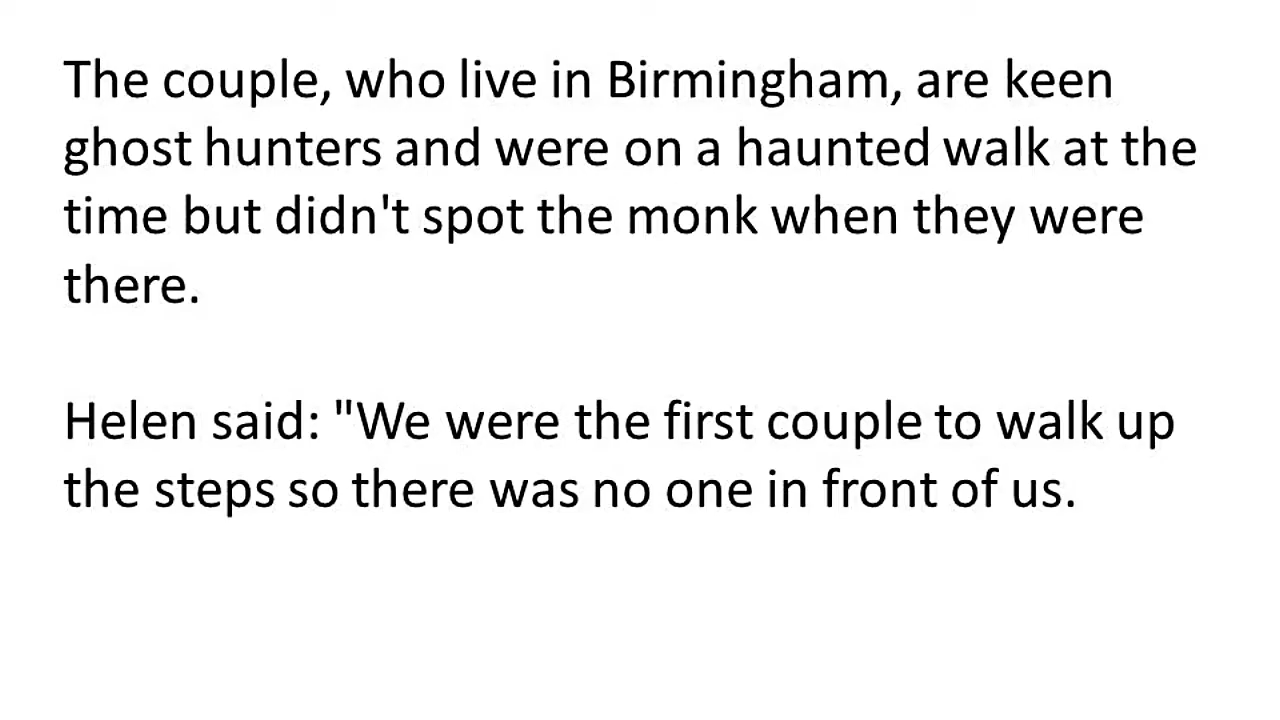 The couple, who live in Birmingham, are keen
ghost hunters and were on a haunted walk at the
time but didn't spot the monk when they were
there.
Helen said: "We were the first couple to walk up
the steps so there was no one in front of us.